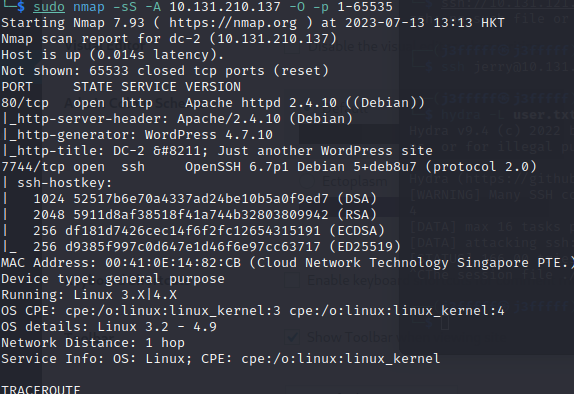 └─$ sudo nmap -sS -A 10.131.210.137 -O -p 1-65535
Starting Nmap 7.93 ( https://nmap.org ) at 2023-07-13 13:13 HKT
Nmap scan report for dc-2 (10.131.210.137)
Host is up (0.014s latency).
Not shown: 65533 closed tcp ports (reset)
PORT     STATE SERVICE VERSION
80/tcp   open  http    Apache httpd 2.4.10 ((Debian))
|_http-server-header: Apache/2.4.10 (Debian)
|_http-generator: WordPress 4.7.10
|_http-title: DC-2 &#8211; Just another WordPress site
7744/tcp open  ssh     OpenSSH 6.7p1 Debian 5+deb8u7 (protocol 2.0)
| ssh-hostkey:
|   1024 52517b6e70a4337ad24be10b5a0f9ed7 (DSA)
|   2048 5911d8af38518f41a744b32803809942 (RSA)
|   256 df181d7426cec14f6f2fc12654315191 (ECDSA)
|_  256 d9385f997c0d647e1d46f6e97cc63717 (ED25519)
MAC Address: 00:41:0E:14:82:CB (Cloud Network Technology Singapore PTE.)
Device type: general purpose
Running: Linux 3.X|4.X
OS CPE: cpe:/o:linux:linux_kernel:3 cpe:/o:linux:linux_kernel:4
OS details: Linux 3.2 - 4.9
Network Distance: 1 hop
Service Info: OS: Linux; CPE: cpe:/o:linux:linux_kernel
TRACEROUTE